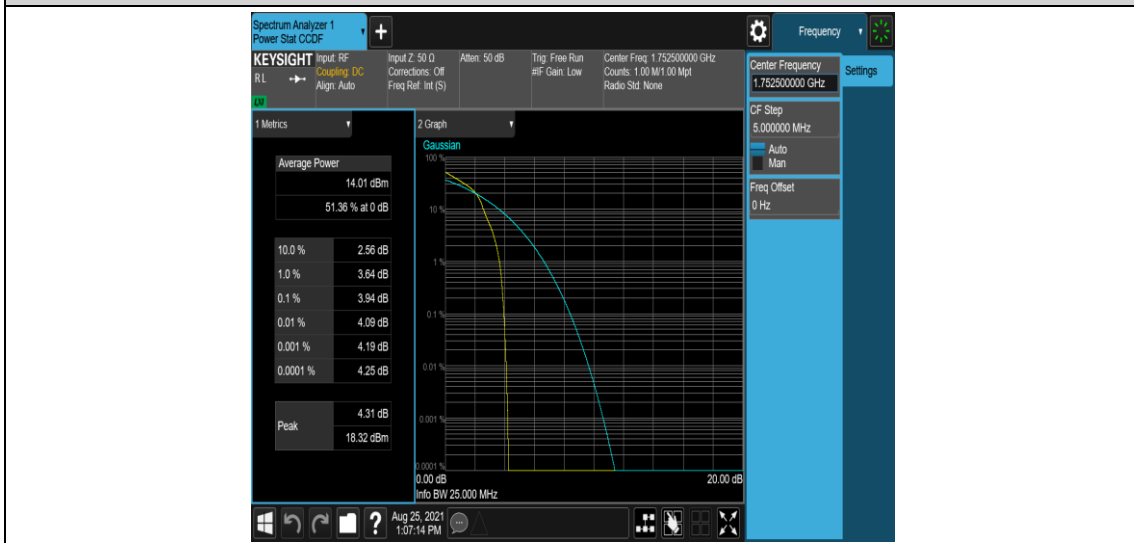 Spectrum Analyzer 1
Power Stat CCDF
+
Frequency
KEYSIGHT
RL
Input: RF
Coupling: DC
Align: Auto
Input Z: 50 Ω
Corrections: Off
Freq Ref: Int (S)
Atten: 50 dB
Trig: Free Run
#IF Gain: Low
Center Freq: 1.752500000 GHz
Counts: 1.00 M/1.00 Mpt
Radio Std: None
Center Frequency
1.752500000 GHz
Settings
CF Step
5.000000 MHz
Auto
Man
Freq Offset
0 Hz
1 Metrics
Average Power
14.01 dBm
51.36 % at 0 dB
10.0 % 2.56 dB
1.0 % 3.64 dB
0.1 % 3.94 dB
0.01 % 4.09 dB
0.001 % 4.19 dB
0.0001 % 4.25 dB
Peak
4.31 dB
18.32 dBm
2 Graph
Gaussian
100 %
10 %
1 %
0.1 %
0.01 %
0.001 %
0.0001 %
0.00 dB
20.00 dB
Info BW 25.000 MHz
?
Aug 25, 2021
1:07:14 PM